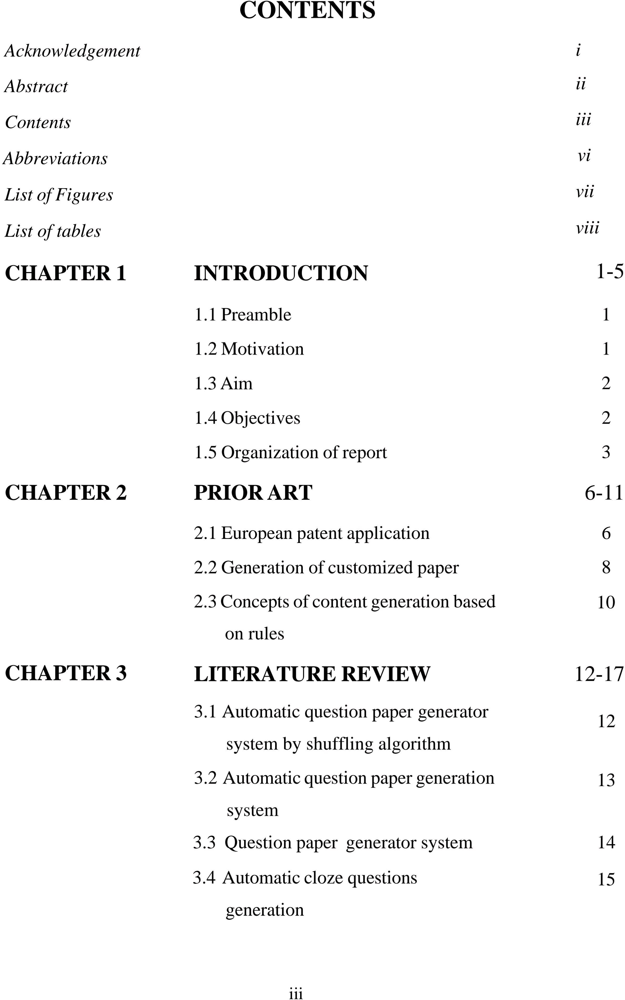 CONTENTS
Acknowledgement i
Abstract ii
Contents iii
Abbreviations vi
List of Figures vii
List of tables viii
CHAPTER 1 INTRODUCTION 1-5
1.1 Preamble 1
1.2 Motivation 1
1.3 Aim 2
1.4 Objectives 2
1.5 Organization of report 3
CHAPTER 2 PRIOR ART 6-11
2.1 European patent application 6
2.2 Generation of customized paper 8
2.3 Concepts of content generation based 10
on rules
CHAPTER 3 LITERATURE REVIEW 12-17
3.1 Automatic question paper generator 12
system by shuffling algorithm
3.2 Automatic question paper generation 13
system
3.3 Question paper generator system 14
3.4 Automatic cloze questions 15
generation
iii